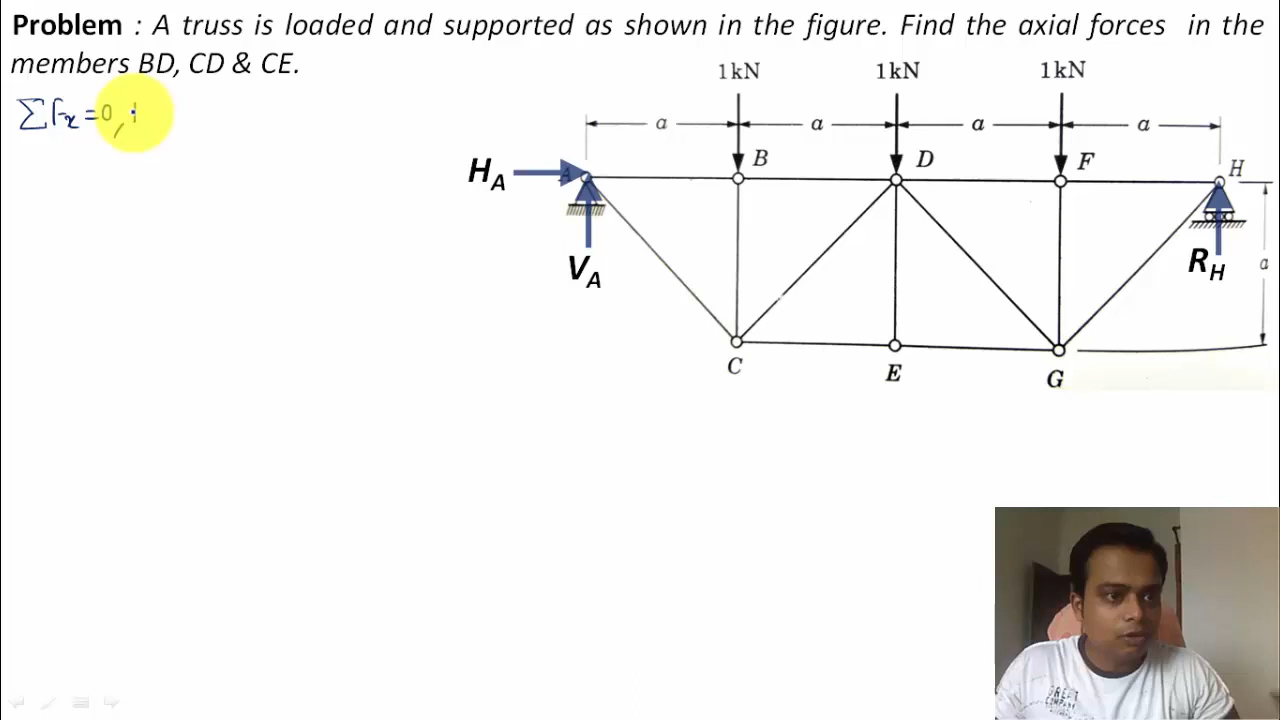 Problem : A truss is loaded and supported as shown in the figure. Find the axial forces in the
members BD, CD & CE.
1kN 1kN 1kN
∑Fx=0,
a a a a
B D F H
HA A
VA
RH
a
C E G